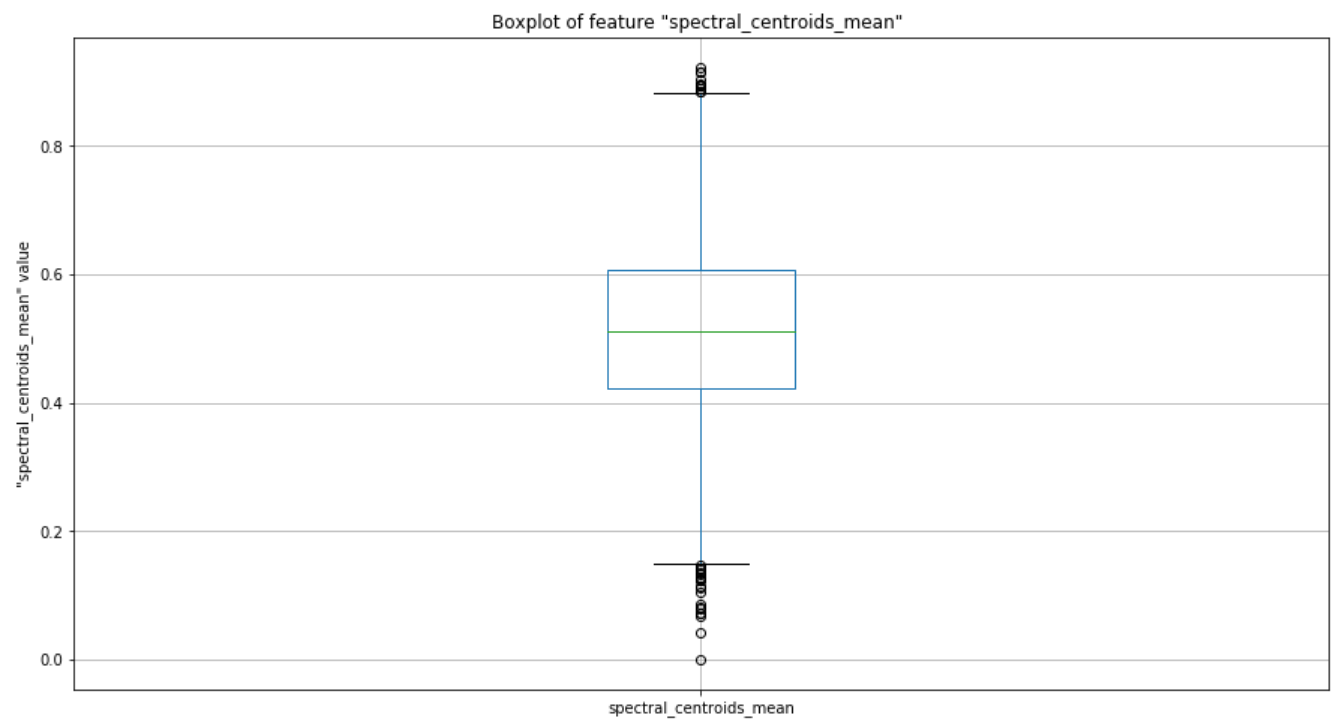 Boxplot of feature "spectral_centroids_mean"
"spectral_centroids_mean" value
0.8
0.6
0.4
0.2
0.0
spectral_centroids_mean